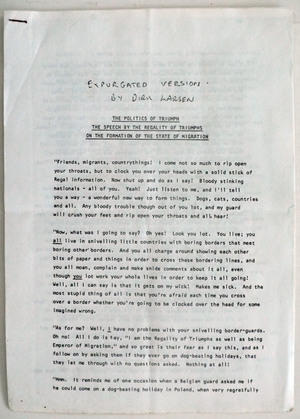 EXPURGATED VERSION.
BY DIRK LARSEN
THE POLITICS OF TRIUMPH
THE SPEECH BY THE REGALITY OF TRIUMPHS
ON THE FORMATION OF THE STATE OF MIGRATION
"Friends, migrants, countrythings! I come not so much to rip open
your throats, but to clout you over your heads with a solid stick of
Regal information. Now shut up and do as I say! Bloody stinking
nationals - all of you. Yeah! Just listen to me, and I'll tell
you a way - a wonderful new way to form things. Dogs, cats, countries
and all. Any bloody trouble though out of you lot, and my guard
will crush your feet and rip open your throats and all hear!
"Now, what was I going to say? Oh yes! Look you lot. You live; you
all live in snivelling little countries with boring borders that meet
boring other borders. And you all charge around showing each other
bits of paper and things in order to cross these bordering lines, and
you all moan, complain and make snide comments about it all, even
though you lot work your whole lives in order to keep it all going!
Well, all I can say is that it gets on my wick! Makes me sick. And the
most stupid thing of all is that you're afraid each time you cross
over a border whether you're going to be clocked over the head for some
imagined wrong.
"As for me? Well, I have no problems with your snivelling border-guards.
Oh no! All I do is say, "I am the Regality of Triumphs as well as being
Emperor of Migration," and so great is their fear as I say this, and as I
follow on by asking them if they ever go on dog-beating holidays, that
they let me through with no questions asked. Nothing at all!
"Hmm. It reminds me of one occasion when a Belgian guard asked me if
he could come on a dog-beating holiday in Poland, when very regretfully